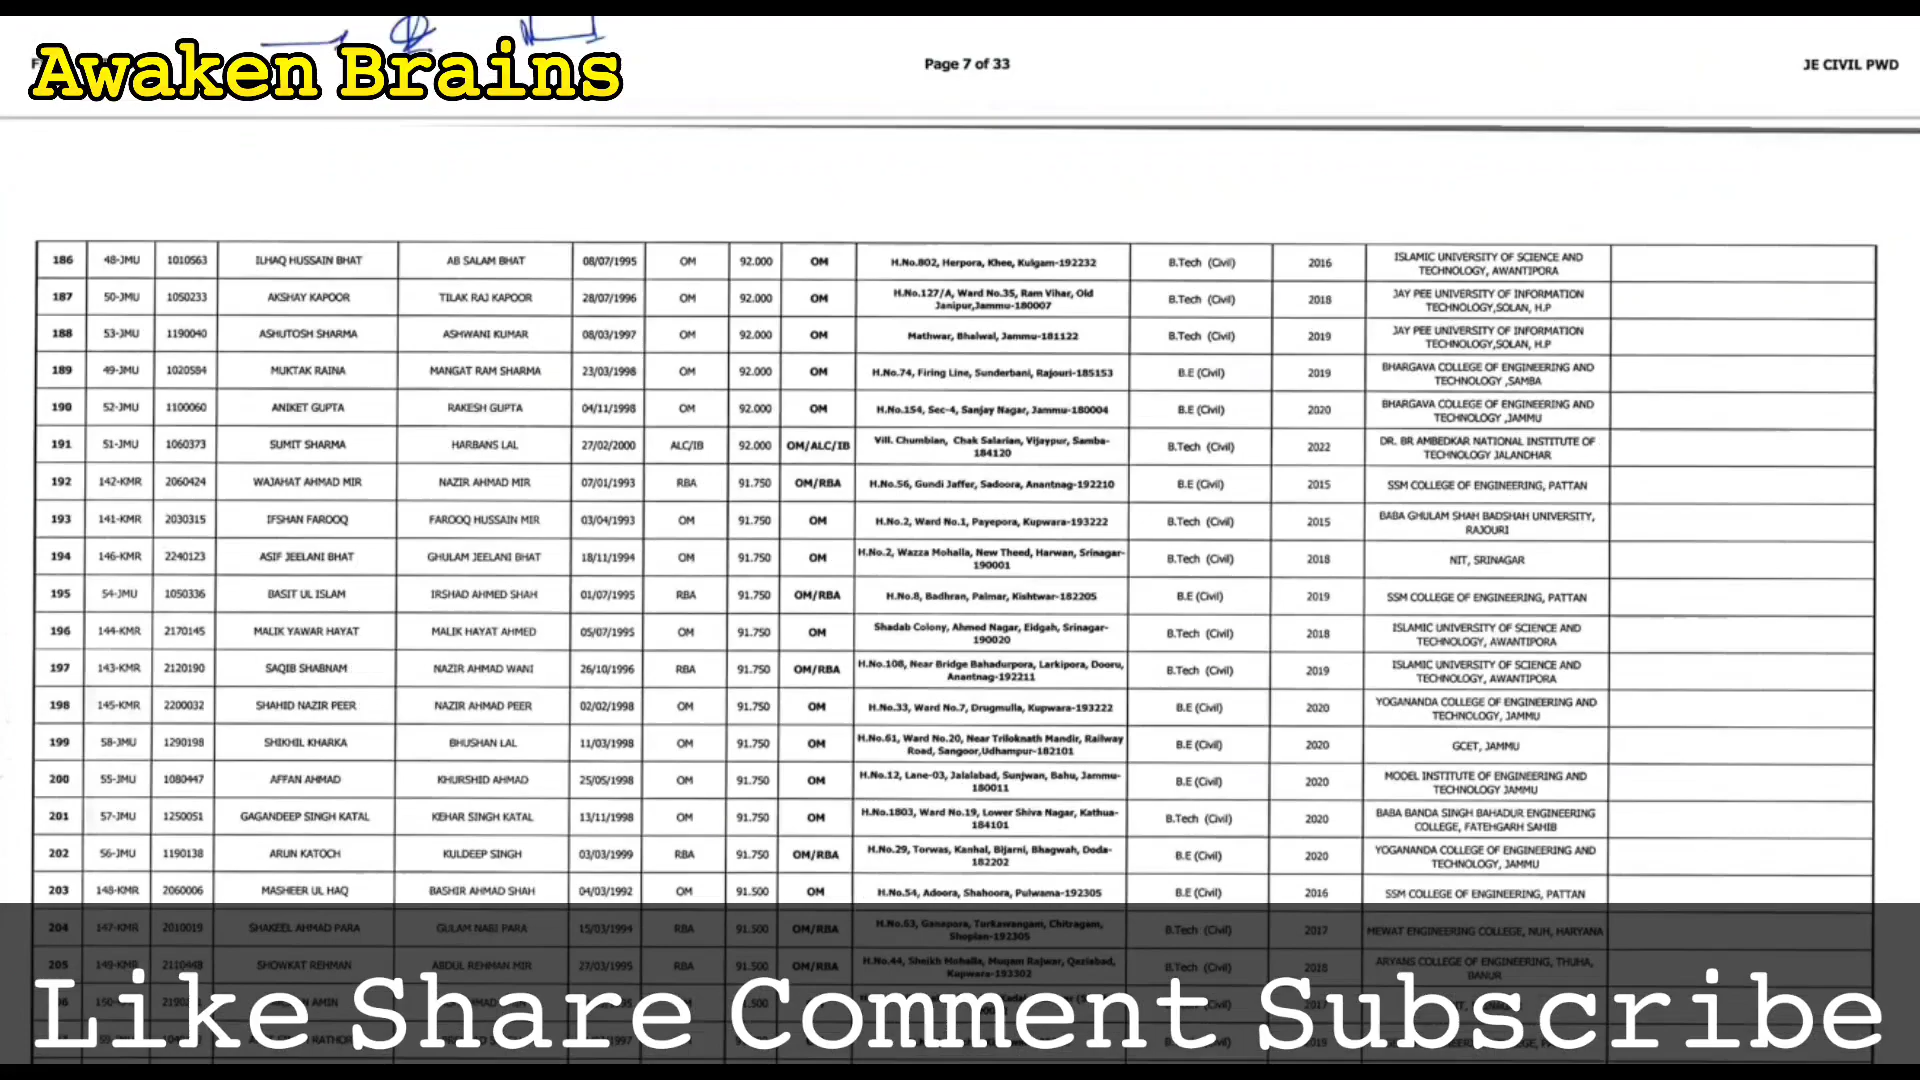 Awaken Brains
Page 7 of 33
JE CIVIL PWD
186 48-JMU 1010563 ILHAQ HUSSAIN BHAT AB SALAM BHAT 08/07/1995 OM 92.000 OM H.No.802, Herpora, Khee, Kulgam-192232 B.Tech (Civil) 2016 ISLAMIC UNIVERSITY OF SCIENCE AND TECHNOLOGY, AWANTIPORA
187 50-JMU 1050233 AKSHAY KAPOOR TILAK RAJ KAPOOR 28/07/1996 OM 92.000 OM H.No.127/A, Ward No.35, Ram Vihar, Old Janipur,Jammu-180007 B.Tech (Civil) 2018 JAY PEE UNIVERSITY OF INFORMATION TECHNOLOGY,SOLAN, H.P
188 53-JMU 1190040 ASHUTOSH SHARMA ASHWANI KUMAR 08/03/1997 OM 92.000 OM Mathwar, Bhalwal, Jammu-181122 B.Tech (Civil) 2019 JAY PEE UNIVERSITY OF INFORMATION TECHNOLOGY,SOLAN, H.P
189 49-JMU 1020584 MUKTAK RAINA MANGAT RAM SHARMA 23/03/1998 OM 92.000 OM H.No.74, Firing Line, Sunderbani, Rajouri-185153 B.E (Civil) 2019 BHARGAVA COLLEGE OF ENGINEERING AND TECHNOLOGY ,SAMBA
190 52-JMU 1100060 ANIKET GUPTA RAKESH GUPTA 04/11/1998 OM 92.000 OM H.No.154, Sec-4, Sanjay Nagar, Jammu-180004 B.E (Civil) 2020 BHARGAVA COLLEGE OF ENGINEERING AND TECHNOLOGY ,JAMMU
191 51-JMU 1060373 SUMIT SHARMA HARBANS LAL 27/02/2000 ALC/IB 92.000 OM/ALC/IB Vill. Chumbian, Chak Salarian, Vijaypur, Samba-184120 B.Tech (Civil) 2022 DR. BR AMBEDKAR NATIONAL INSTITUTE OF TECHNOLOGY JALANDHAR
192 142-KMR 2060424 WAJAHAT AHMAD MIR NAZIR AHMAD MIR 07/01/1993 RBA 91.750 OM/RBA H.No.56, Gundi Jaffer, Sadoora, Anantnag-192210 B.E (Civil) 2015 SSM COLLEGE OF ENGINEERING, PATTAN
193 141-KMR 2030315 IFSHAN FAROOQ FAROOQ HUSSAIN MIR 03/04/1993 OM 91.750 OM H.No.2, Ward No.1, Payepora, Kupwara-193222 B.Tech (Civil) 2015 BABA GHULAM SHAH BADSHAH UNIVERSITY, RAJOURI
194 146-KMR 2240123 ASIF JEELANI BHAT GHULAM JEELANI BHAT 18/11/1994 OM 91.750 OM H.No.2, Wazza Mohalla, New Theed, Harwan, Srinagar-190001 B.Tech (Civil) 2018 NIT, SRINAGAR
195 54-JMU 1050336 BASIT UL ISLAM IRSHAD AHMED SHAH 01/07/1995 RBA 91.750 OM/RBA H.No.8, Badhran, Palmar, Kishtwar-182205 B.E (Civil) 2019 SSM COLLEGE OF ENGINEERING, PATTAN
196 144-KMR 2170145 MALIK YAWAR HAYAT MALIK HAYAT AHMED 05/07/1995 OM 91.750 OM Shadab Colony, Ahmed Nagar, Eidgah, Srinagar-190020 B.Tech (Civil) 2018 ISLAMIC UNIVERSITY OF SCIENCE AND TECHNOLOGY, AWANTIPORA
197 143-KMR 2120190 SAQIB SHABNAM NAZIR AHMAD WANI 26/10/1996 RBA 91.750 OM/RBA H.No.108, Near Bridge Bahadurpora, Larkipora, Dooru, Anantnag-192211 B.Tech (Civil) 2019 ISLAMIC UNIVERSITY OF SCIENCE AND TECHNOLOGY, AWANTIPORA
198 145-KMR 2200032 SHAHID NAZIR PEER NAZIR AHMAD PEER 02/02/1998 OM 91.750 OM H.No.33, Ward No.7, Drugmulla, Kupwara-193222 B.E (Civil) 2020 YOGANANDA COLLEGE OF ENGINEERING AND TECHNOLOGY, JAMMU
199 58-JMU 1290198 SHIKHIL KHARKA BHUSHAN LAL 11/03/1998 OM 91.750 OM H.No.61, Ward No.20, Near Triloknath Mandir, Railway Road, Sangoor,Udhampur-182101 B.E (Civil) 2020 GCET, JAMMU
200 55-JMU 1080447 AFFAN AHMAD KHURSHID AHMAD 25/05/1998 OM 91.750 OM H.No.12, Lane-03, Jalalabad, Sunjwan, Bahu, Jammu-180011 B.E (Civil) 2020 MODEL INSTITUTE OF ENGINEERING AND TECHNOLOGY JAMMU
201 57-JMU 1250051 GAGANDEEP SINGH KATAL KEHAR SINGH KATAL 13/11/1998 OM 91.750 OM H.No.1803, Ward No.19, Lower Shiva Nagar, Kathua-184101 B.Tech (Civil) 2020 BABA BANDA SINGH BAHADUR ENGINEERING COLLEGE, FATEHGARH SAHIB
202 56-JMU 1190138 ARUN KATOCH KULDEEP SINGH 03/03/1999 RBA 91.750 OM/RBA H.No.29, Torwas, Kanhal, Bijarni, Bhagwah, Doda-182202 B.E (Civil) 2020 YOGANANDA COLLEGE OF ENGINEERING AND TECHNOLOGY, JAMMU
203 148-KMR 2060006 MASHEER UL HAQ BASHIR AHMAD SHAH 04/03/1992 OM 91.500 OM H.No.54, Adoora, Shahoora, Pulwama-192305 B.E (Civil) 2016 SSM COLLEGE OF ENGINEERING, PATTAN
204 147-KMR 2010019 SHAKEEL AHMAD PARA GULAM NABI PARA 15/03/1994 RBA 91.500 OM/RBA H.No.63, Ganapara, Turkawangam, Chitragam, Shopian-192305 B.Tech (Civil) 2017 MEWAT ENGINEERING COLLEGE, NUH, HARYANA
205 149-KMR 2110448 SHOWKAT REHMAN ABDUL REHMAN MIR 27/03/1995 RBA 91.500 OM/RBA H.No.44, Sheikh Mohalla, Muqam Rajwar, Qaziabad, Kupwara-193302 B.Tech (Civil) 2018 ARYANS COLLEGE OF ENGINEERING, THUHA, BANUR
Like Share Comment Subscribe